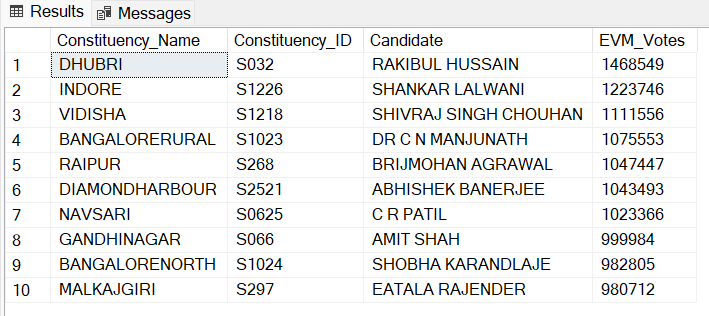 Results Messages
Constituency_Name Constituency_ID Candidate EVM_Votes
1 DHUBRI S032 RAKIBUL HUSSAIN 1468549
2 INDORE S1226 SHANKAR LALWANI 1223746
3 VIDISHA S1218 SHIVRAJ SINGH CHOUHAN 1111556
4 BANGALORERURAL S1023 DR C N MANJUNATH 1075553
5 RAIPUR S268 BRIJMOHAN AGRAWAL 1047447
6 DIAMONDHARBOUR S2521 ABHISHEK BANERJEE 1043493
7 NAVSARI S0625 C R PATIL 1023366
8 GANDHINAGAR S066 AMIT SHAH 999984
9 BANGALORENORTH S1024 SHOBHA KARANDLAJE 982805
10 MALKAJGIRI S297 EATALA RAJENDER 980712